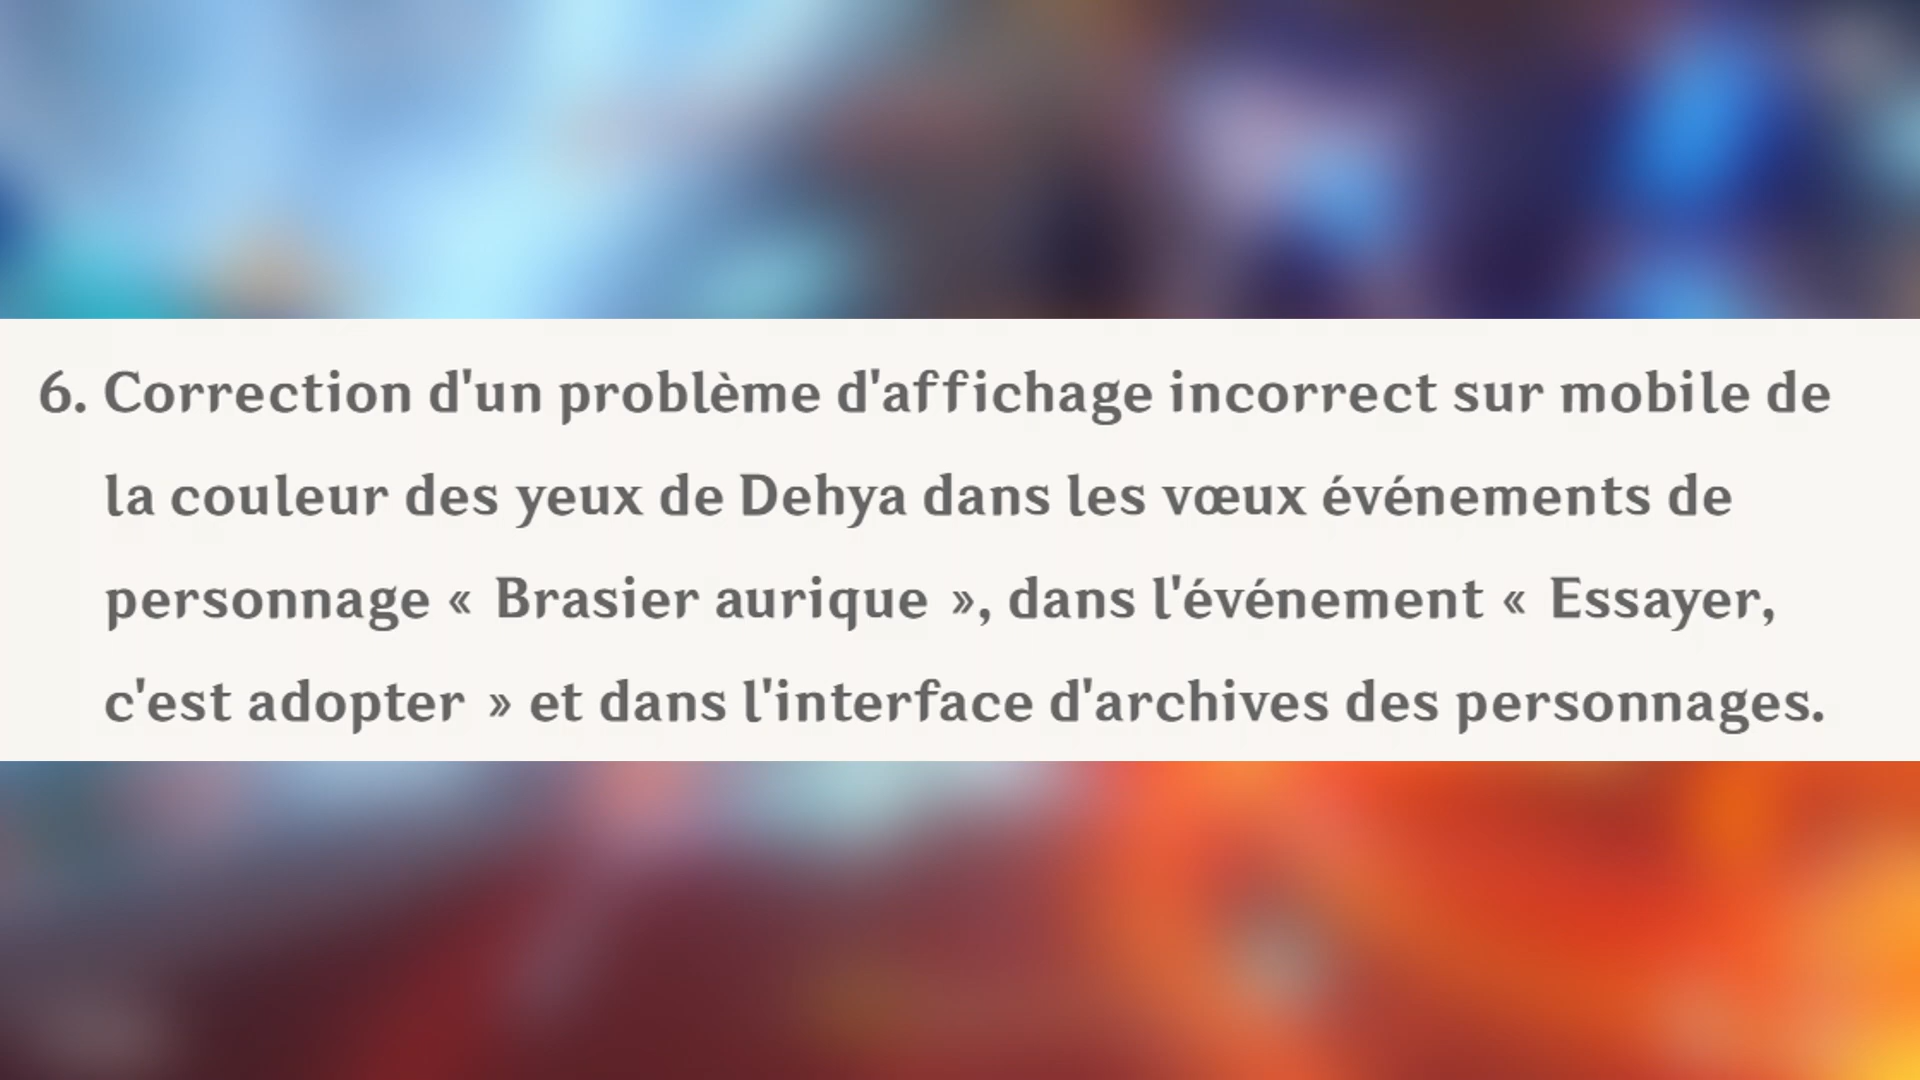 6. Correction d'un problème d'affichage incorrect sur mobile de
la couleur des yeux de Dehya dans les vœux événements de
personnage « Brasier aurique », dans l'événement « Essayer,
c'est adopter » et dans l'interface d'archives des personnages.